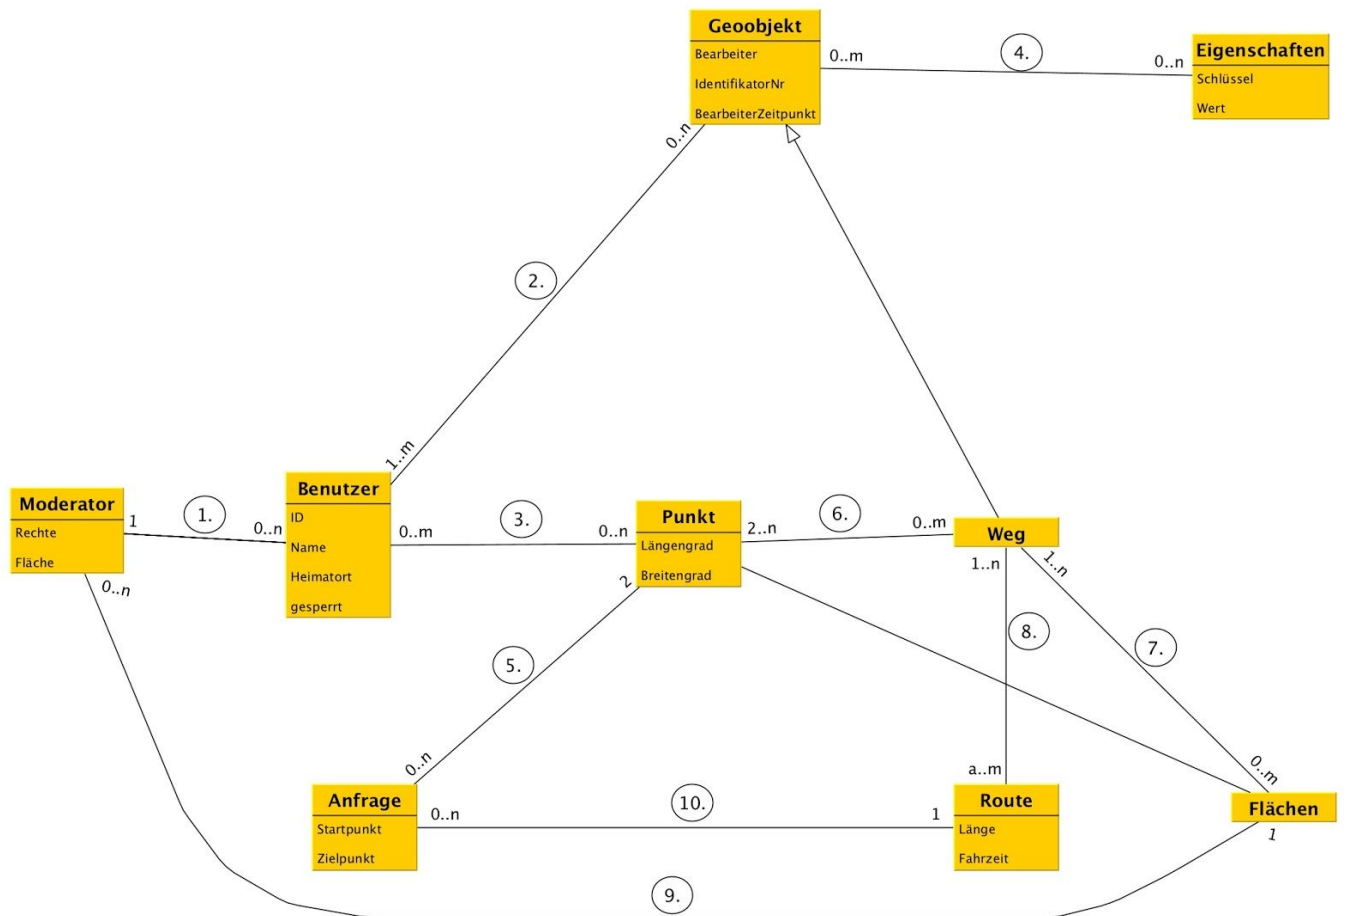 Geoobjekt
Bearbeiter
IdentifikatorNr
BearbeiterZeitpunkt
0..m
4.
0..n
Eigenschaften
Schlüssel
Wert
0..n
2.
1..m
Moderator
Rechte
Fläche
1
1.
0..n
Benutzer
ID
Name
Heimatort
gesperrt
0..m
3.
0..n
Punkt
Längengrad
Breitengrad
2..n
6.
0..m
Weg
1..n
1..n
0..n
2
5.
8.
7.
0..n
a..m
0..m
Anfrage
Startpunkt
Zielpunkt
0..n
10.
1
Route
Länge
Fahrzeit
Flächen
1
9.